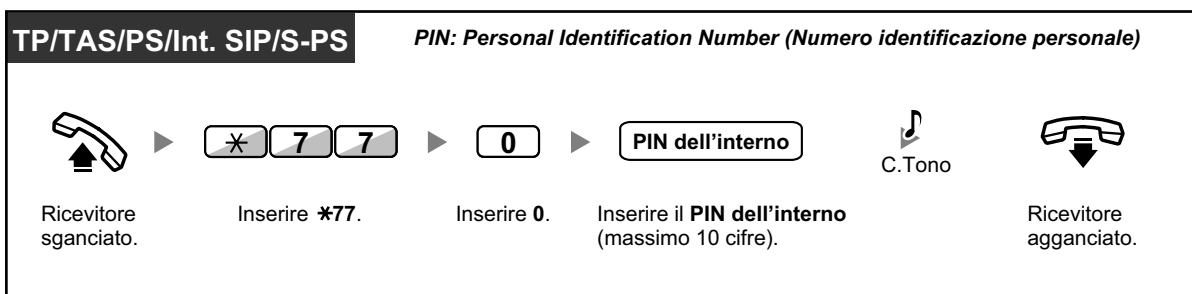 TP/TAS/PS/Int. SIP/S-PS
PIN: Personal Identification Number (Numero identificazione personale)
* 7 7
0
PIN dell'interno
C.Tono
Ricevitore
sganciato.
Inserire *77.
Inserire 0.
Inserire il PIN dell'interno
(massimo 10 cifre).
Ricevitore
agganciato.